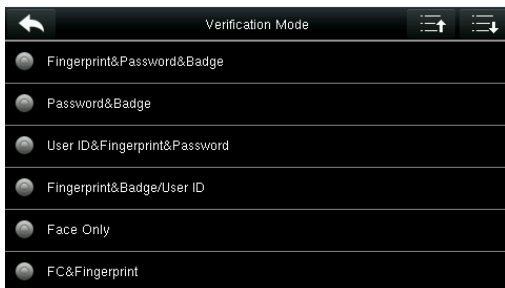 Verification Mode
Fingerprint&Password&Badge
Password&Badge
User ID&Fingerprint&Password
Fingerprint&Badge/User ID
Face Only
FC&Fingerprint